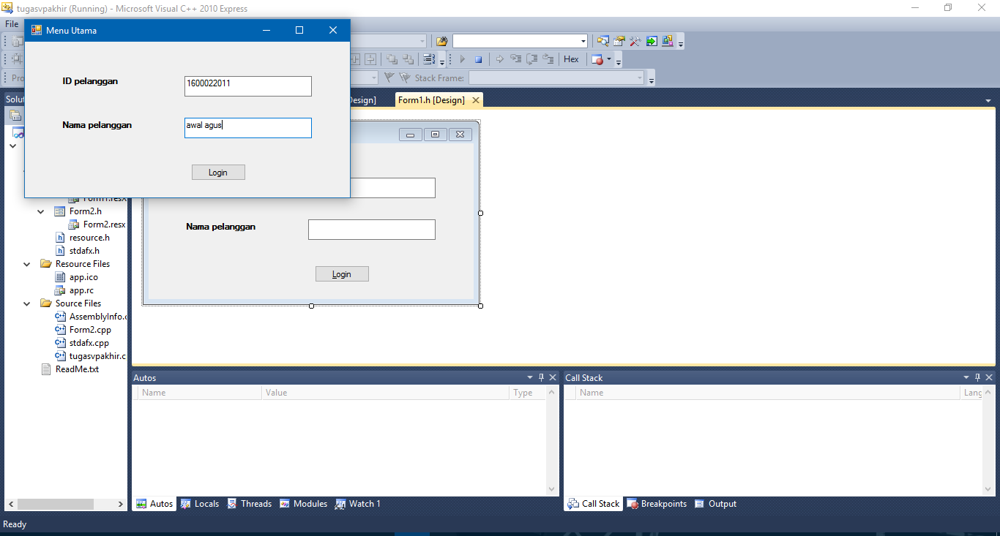 tugasvpakhir (Running) - Microsoft Visual C++ 2010 Express
File
Menu Utama
Hex
Stack Frame:
ID pelanggan
1600022011
Nama pelanggan
awal agus
Login
Design]
Form1.h [Design]
Nama pelanggan
Login
Form1.resX
Form2.h
Form2.resx
resource.h
stdafx.h
Resource Files
app.ico
app.rc
Source Files
AssemblyInfo.c
Form2.cpp
stdafx.cpp
tugasvpakhir.c
ReadMe.txt
Autos
Name Value Type
Autos Locals Threads Modules Watch 1
Call Stack
Name Lang
Call Stack Breakpoints Output
Ready